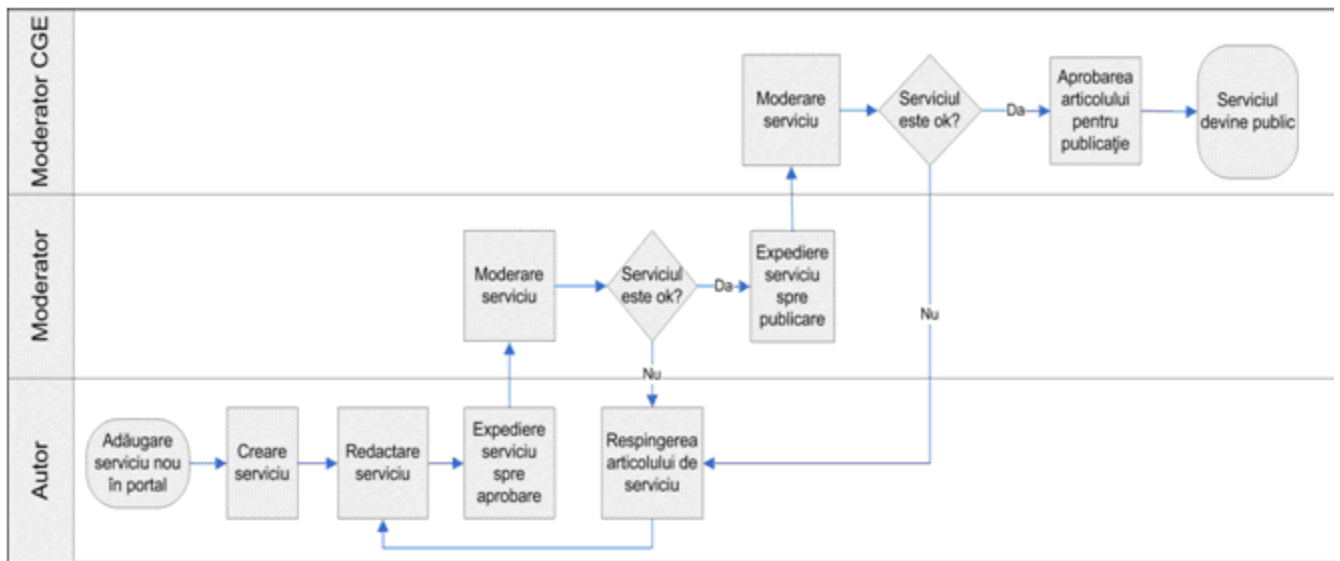 Moderator CGE
Moderare
serviciu
Serviciul
este ok?
Da
Aprobarea
articolului
pentru
publicaţie
Serviciul
devine public
Nu
Moderator
Moderare
serviciu
Serviciul
este ok?
Da
Expediere
serviciu
spre
publicare
Nu
Autor
Adăugare
serviciu nou
în portal
Creare
serviciu
Redactare
serviciu
Expediere
serviciu
spre
aprobare
Respingerea
articolului de
serviciu